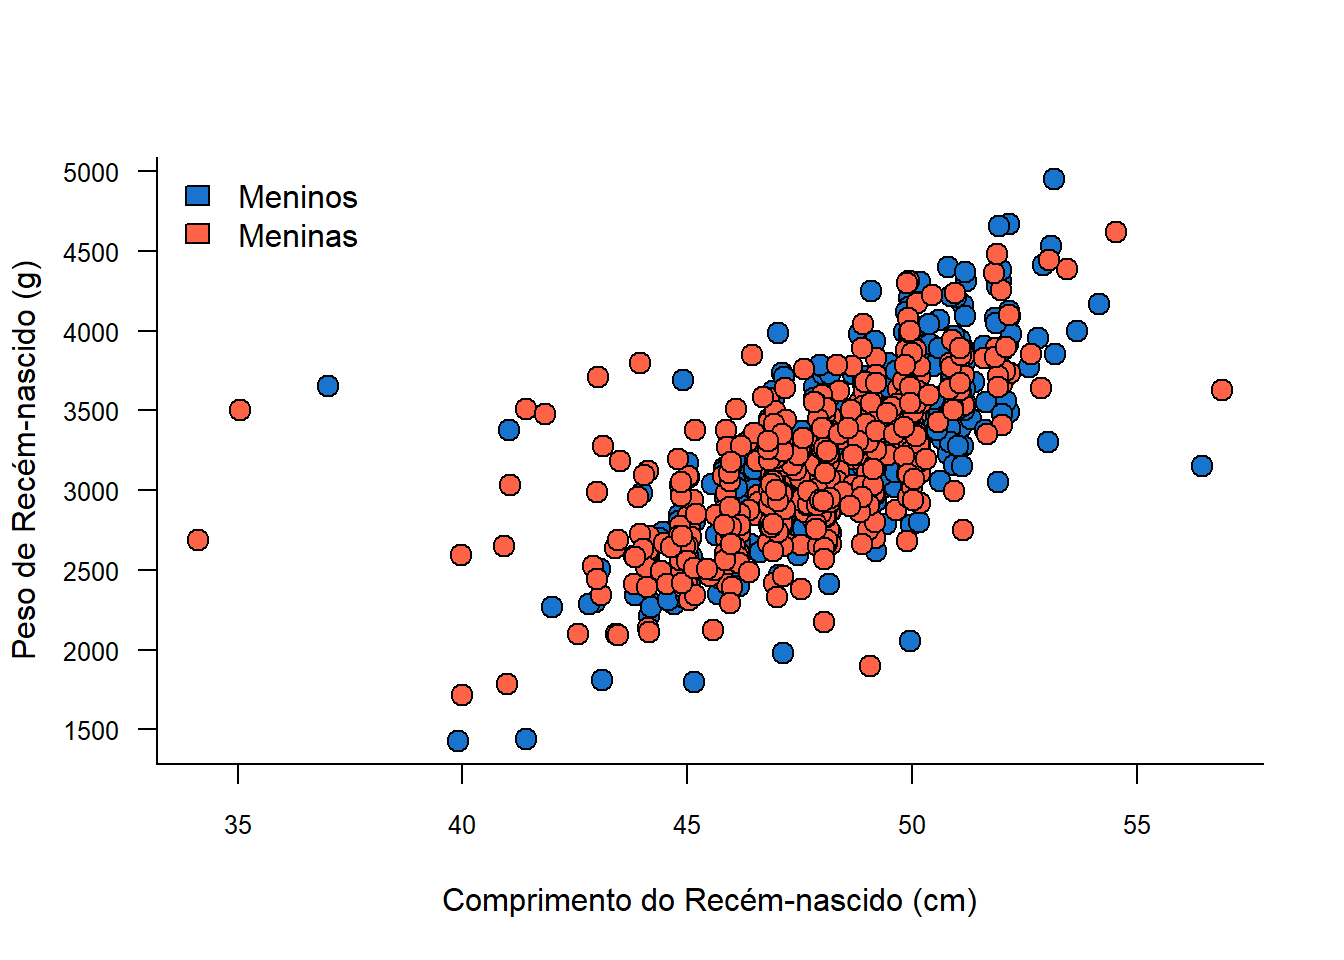 Meninos
Meninas
Peso de Recém-nascido (g)
5000
4500
4000
3500
3000
2500
2000
1500
35 40 45 50 55
Comprimento do Recém-nascido (cm)